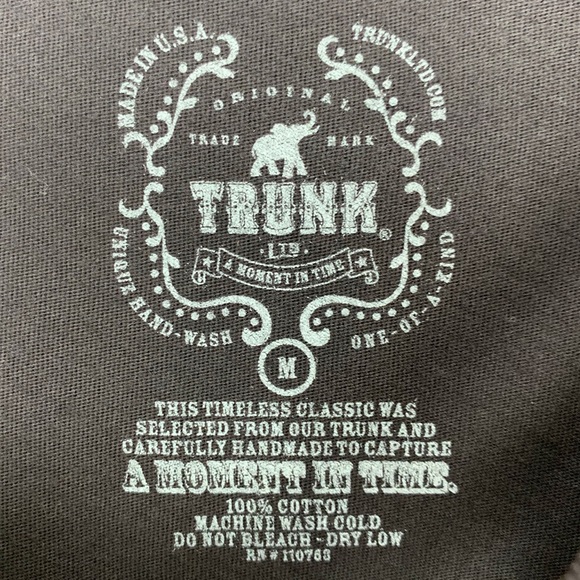 MADE IN U.S.A.
TRUNKLTD.COM
ORIGINAL
TRADE MARK
TRUNK®
LTD.
A MOMENT IN TIME
UNIQUE HAND-WASH
ONE-OF-A-KIND
M
THIS TIMELESS CLASSIC WAS
SELECTED FROM OUR TRUNK AND
CAREFULLY HANDMADE TO CAPTURE
A MOMENT IN TIME.
100% COTTON
MACHINE WASH COLD
DO NOT BLEACH - DRY LOW
RN # 110763